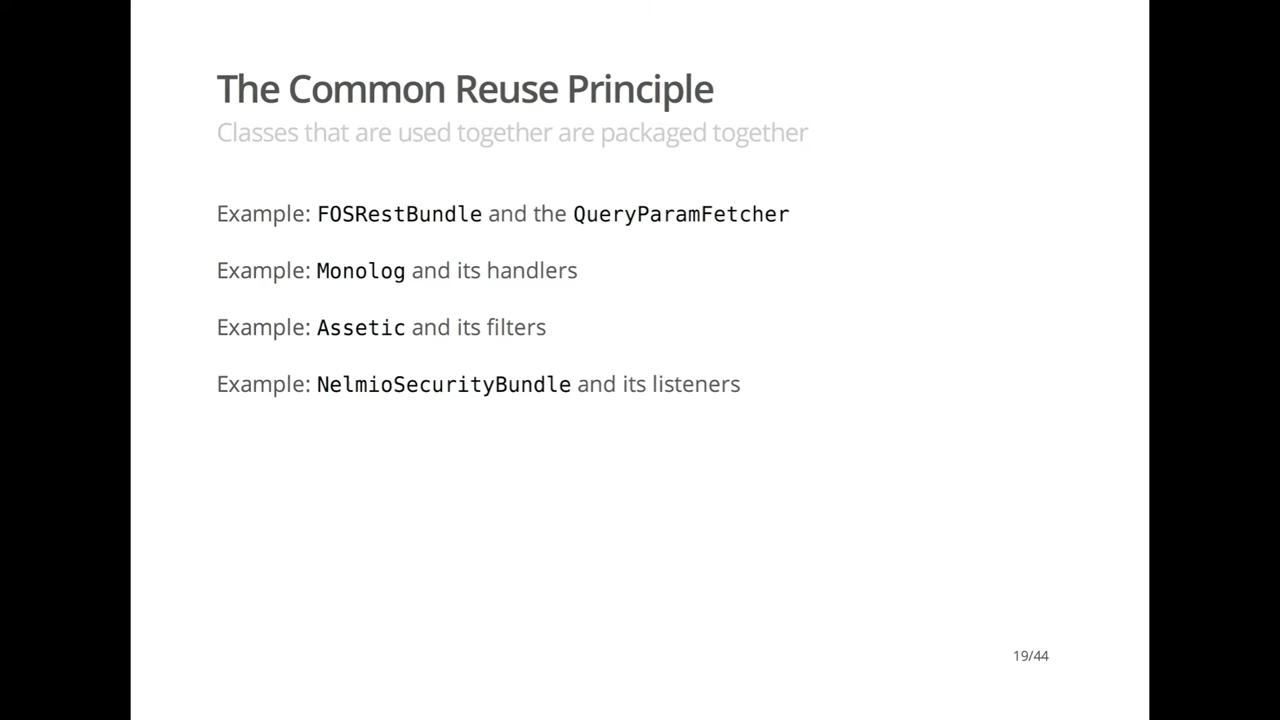 The Common Reuse Principle
Classes that are used together are packaged together
Example: FOSRestBundle and the QueryParamFetcher
Example: Monolog and its handlers
Example: Assetic and its filters
Example: NelmioSecurityBundle and its listeners
19/44